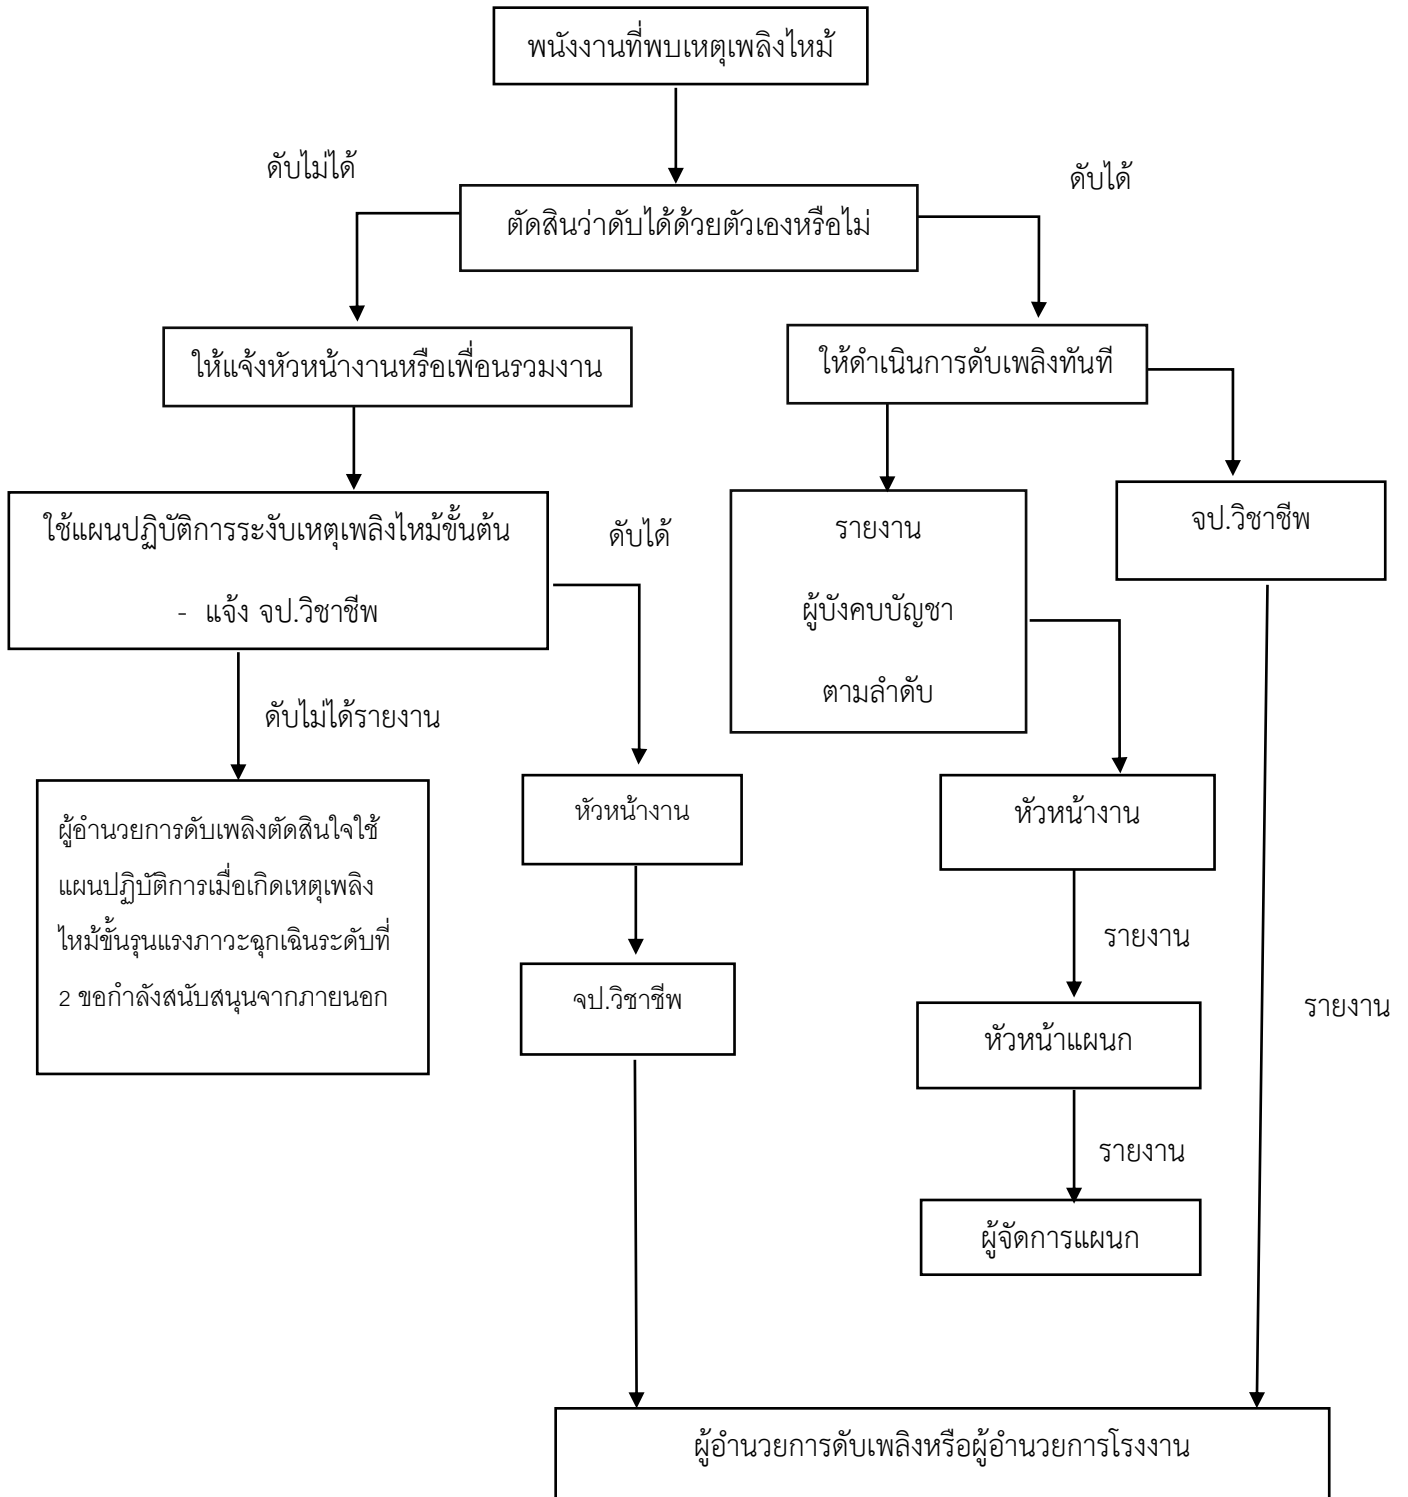 พนังงานที่พบเหตุเพลิงไหม้
ดับไม่ได้
ดับได้
ตัดสินว่าดับได้ด้วยตัวเองหรือไม่
ให้แจ้งหัวหน้างานหรือเพื่อนรวมงาน
ให้ดำเนินการดับเพลิงทันที
ใช้แผนปฏิบัติการระงับเหตุเพลิงไหม้ขั้นต้น
- แจ้ง จป.วิชาชีพ
ดับได้
รายงาน
ผู้บังคบบัญชา
ตามลำดับ
จป.วิชาชีพ
ดับไม่ได้รายงาน
ผู้อำนวยการดับเพลิงตัดสินใจใช้
แผนปฏิบัติการเมื่อเกิดเหตุเพลิง
ไหม้ขั้นรุนแรงภาวะฉุกเฉินระดับที่
2 ขอกำลังสนับสนุนจากภายนอก
หัวหน้างาน
จป.วิชาชีพ
หัวหน้างาน
รายงาน
หัวหน้าแผนก
รายงาน
ผู้จัดการแผนก
รายงาน
ผู้อำนวยการดับเพลิงหรือผู้อำนวยการโรงงาน